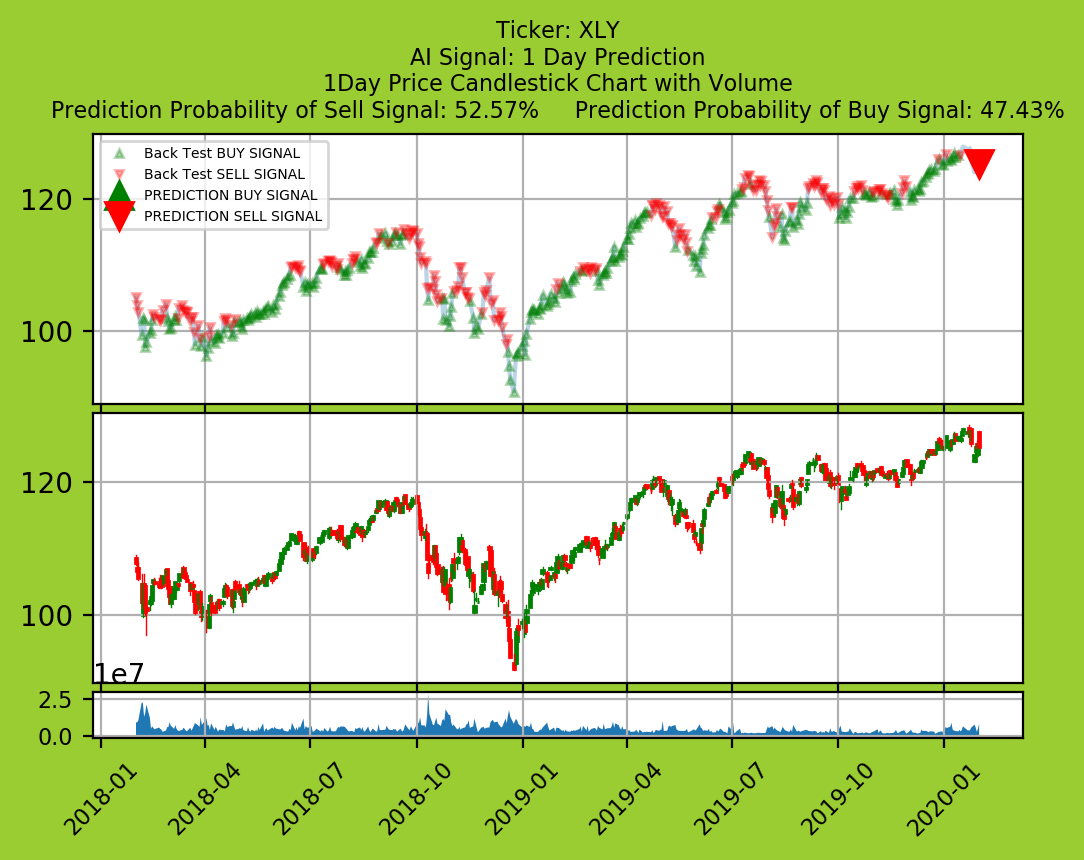 Ticker: XLY
AI Signal: 1 Day Prediction
1Day Price Candlestick Chart with Volume
Prediction Probability of Sell Signal: 52.57% Prediction Probability of Buy Signal: 47.43%
Back Test BUY SIGNAL
Back Test SELL SIGNAL
PREDICTION BUY SIGNAL
PREDICTION SELL SIGNAL
120
100
120
100
1e7
2.5
0.0
2018-01 2018-04 2018-07 2018-10 2019-01 2019-04 2019-07 2019-10 2020-01